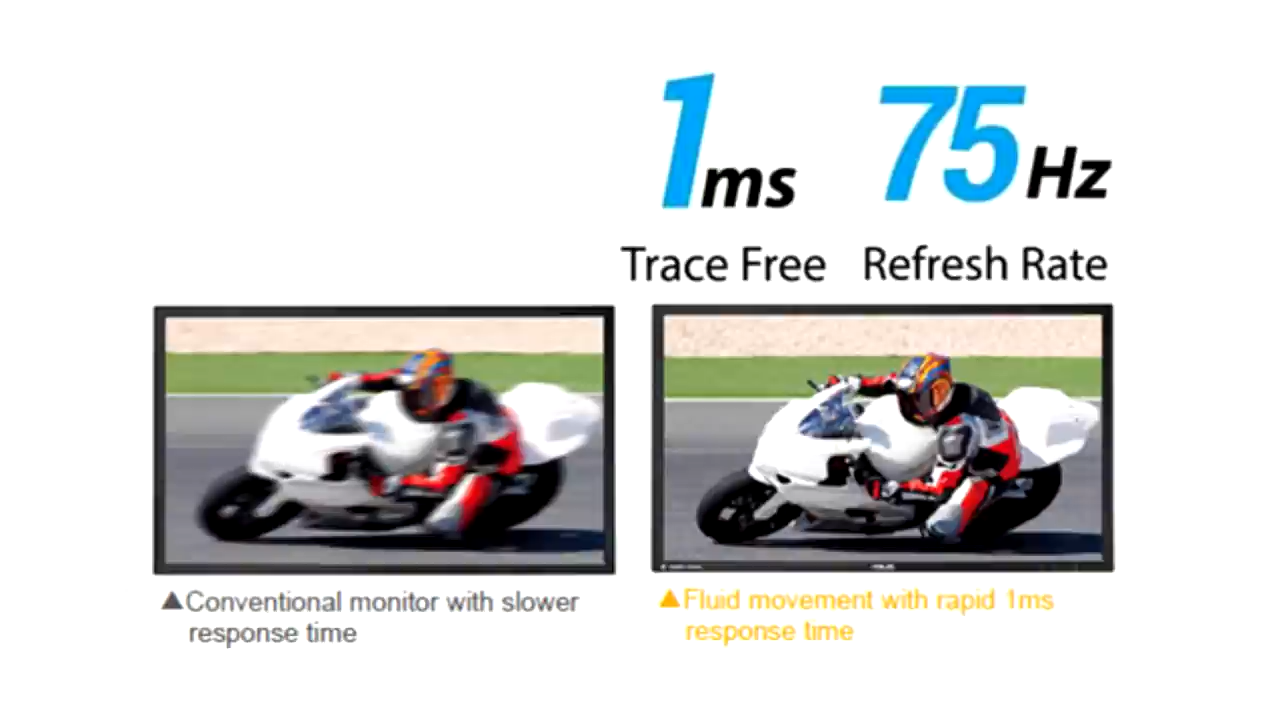 1ms 75Hz
Trace Free Refresh Rate
ASUS
▲Conventional monitor with slower
response time
▲Fluid movement with rapid 1ms
response time